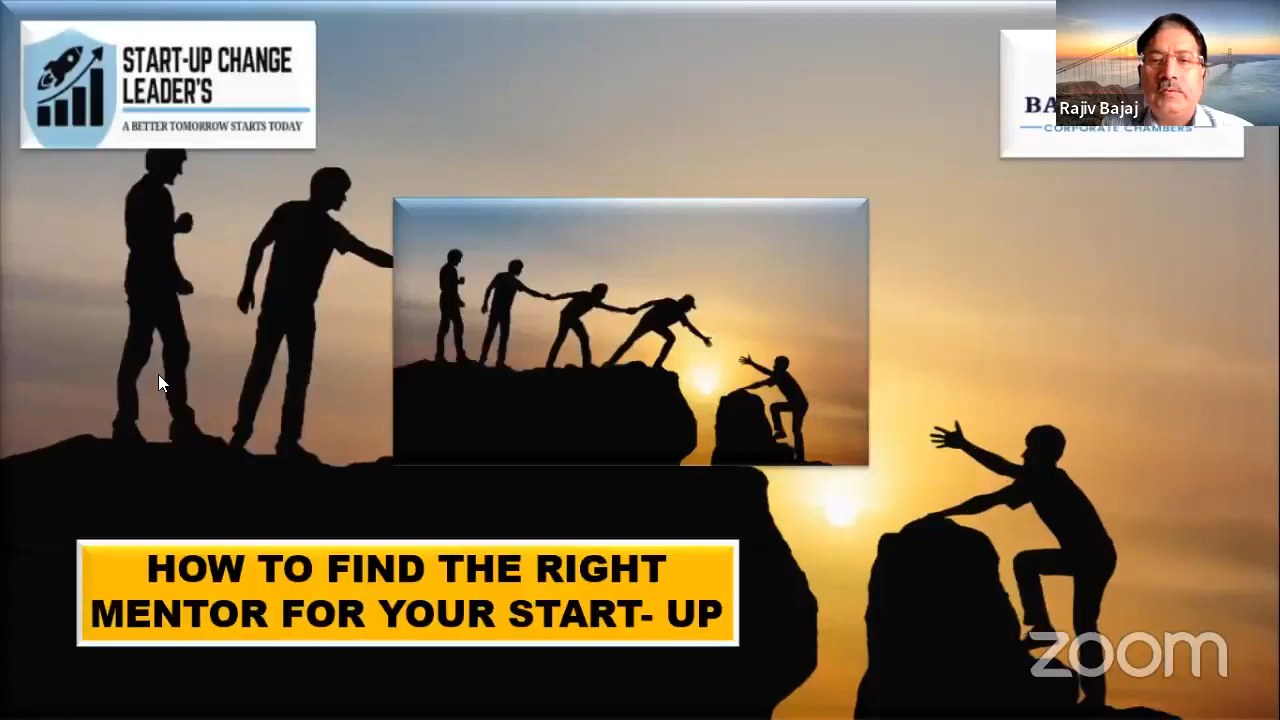 START-UP CHANGE
LEADER'S
A BETTER TOMORROW STARTS TODAY
Rajiv Bajaj
CORPORATE CHAMBERS
HOW TO FIND THE RIGHT
MENTOR FOR YOUR START- UP
zoom